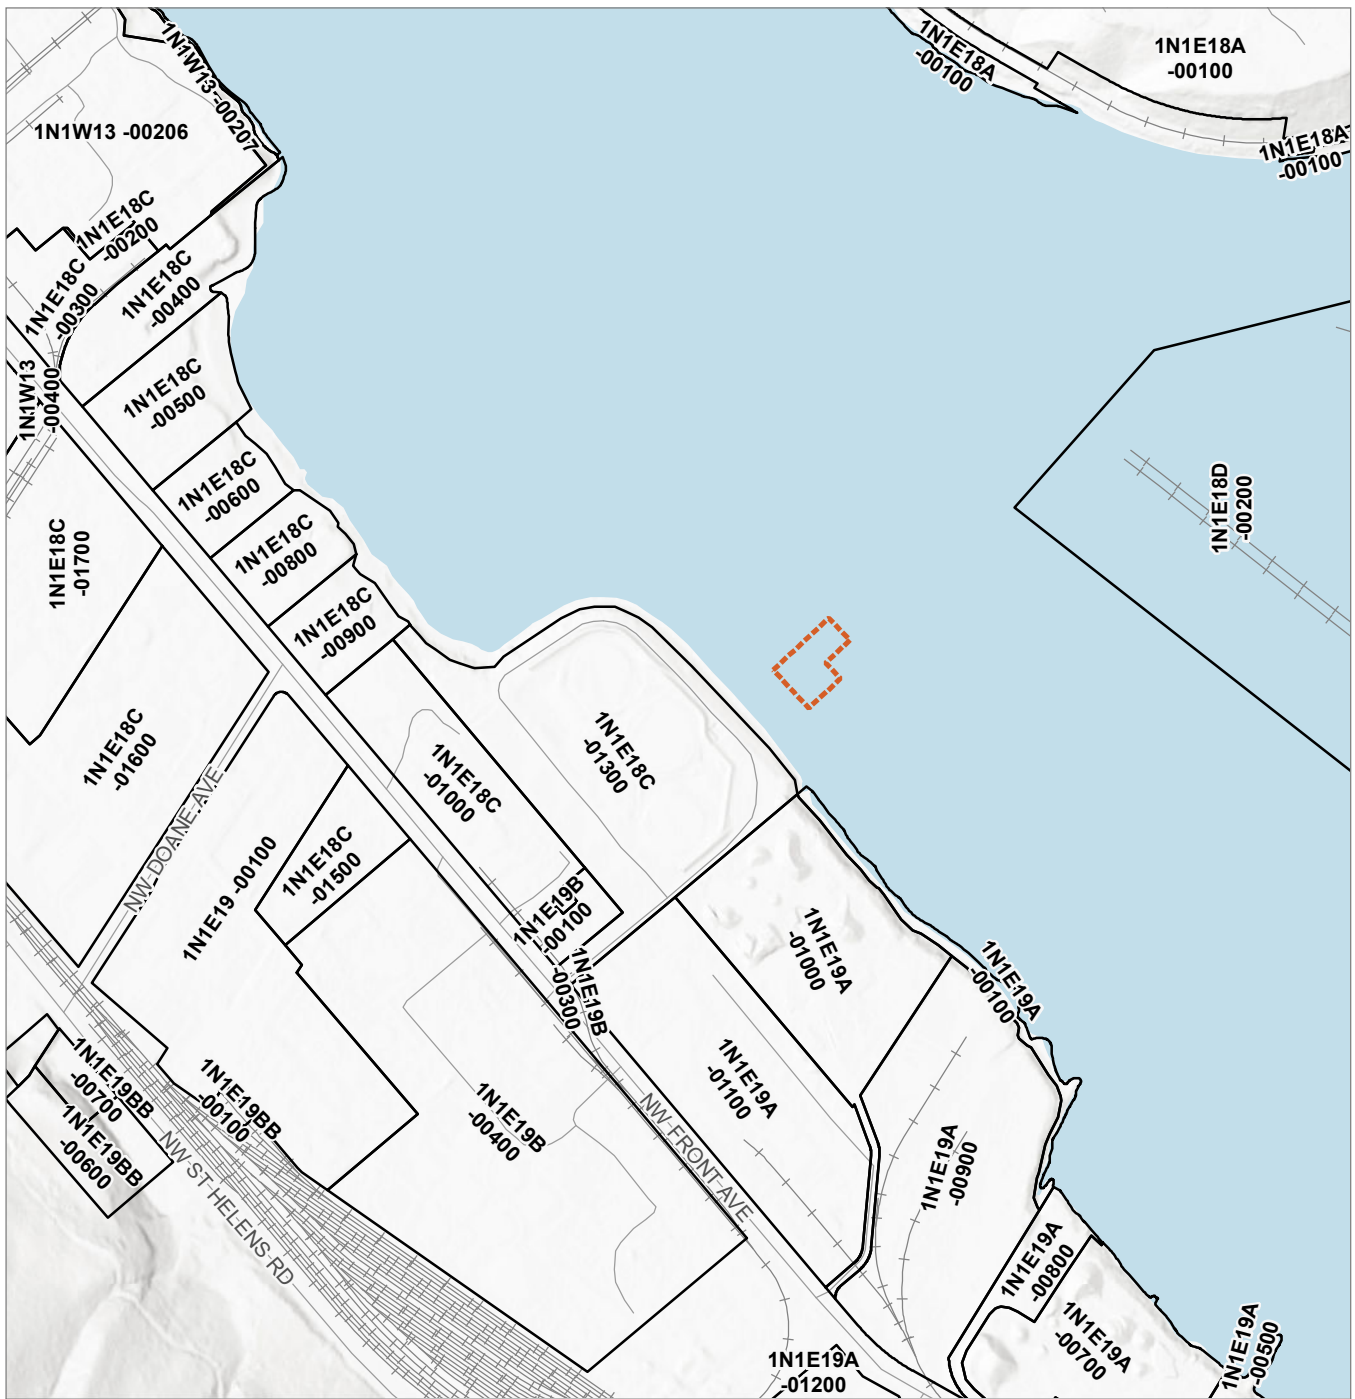 1N1E18A
-00100
1N1E18A
-00100
1N1W13 -00207
1N1W13 -00206
1N1E18A
-00100
1N1E18C
-00200
1N1E18C
-00300
1N1E18C
-00400
1N1W13
-00400
1N1E18C
-00500
1N1E18C
-00600
1N1E18D
-00200
1N1E18C
-00800
1N1E18C
-01700
1N1E18C
-00900
1N1E18C
-01600
1N1E18C
-01000
1N1E18C
-01300
NW DOANE AVE
1N1E19 -00100
1N1E18C
-01500
1N1E19B
-00100
1N1E19B
-00300
1N1E19A
-01000
1N1E19A
-00100
1N1E19BB
-00700
1N1E19BB
-00600
1N1E19BB
-00100
1N1E19B
-00400
1N1E19A
-01100
NW FRONT AVE
1N1E19A
-00900
NW ST HELENS RD
1N1E19A
-00800
1N1E19A
-00700
1N1E19A
-00500
1N1E19A
-01200